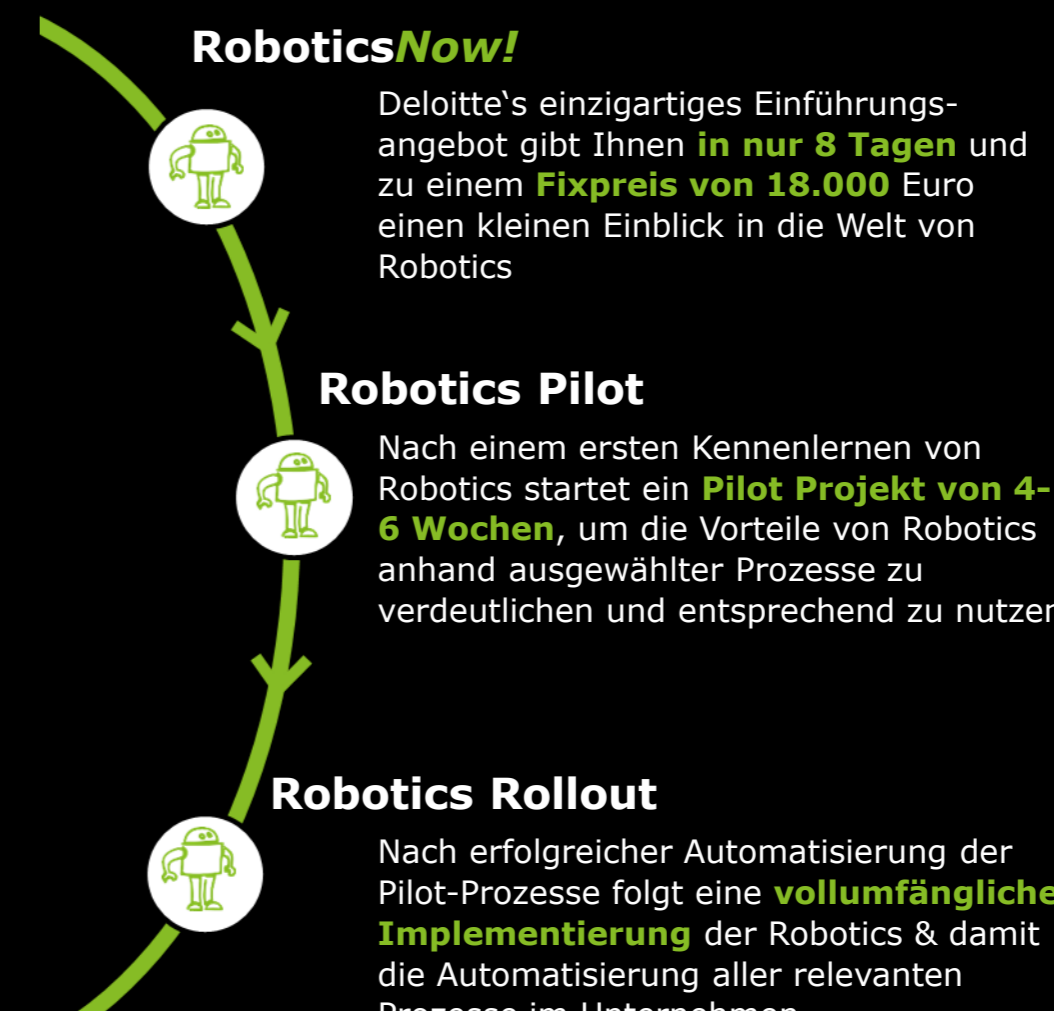 RoboticsNow!
Deloitte‘s einzigartiges Einführungs-
angebot gibt Ihnen in nur 8 Tagen und
zu einem Fixpreis von 18.000 Euro
einen kleinen Einblick in die Welt von
Robotics
Robotics Pilot
Nach einem ersten Kennenlernen von
Robotics startet ein Pilot Projekt von 4-
6 Wochen, um die Vorteile von Robotics
anhand ausgewählter Prozesse zu
verdeutlichen und entsprechend zu nutzen
Robotics Rollout
Nach erfolgreicher Automatisierung der
Pilot-Prozesse folgt eine vollumfängliche
Implementierung der Robotics & damit
die Automatisierung aller relevanten
Prozesse im Unternehmen